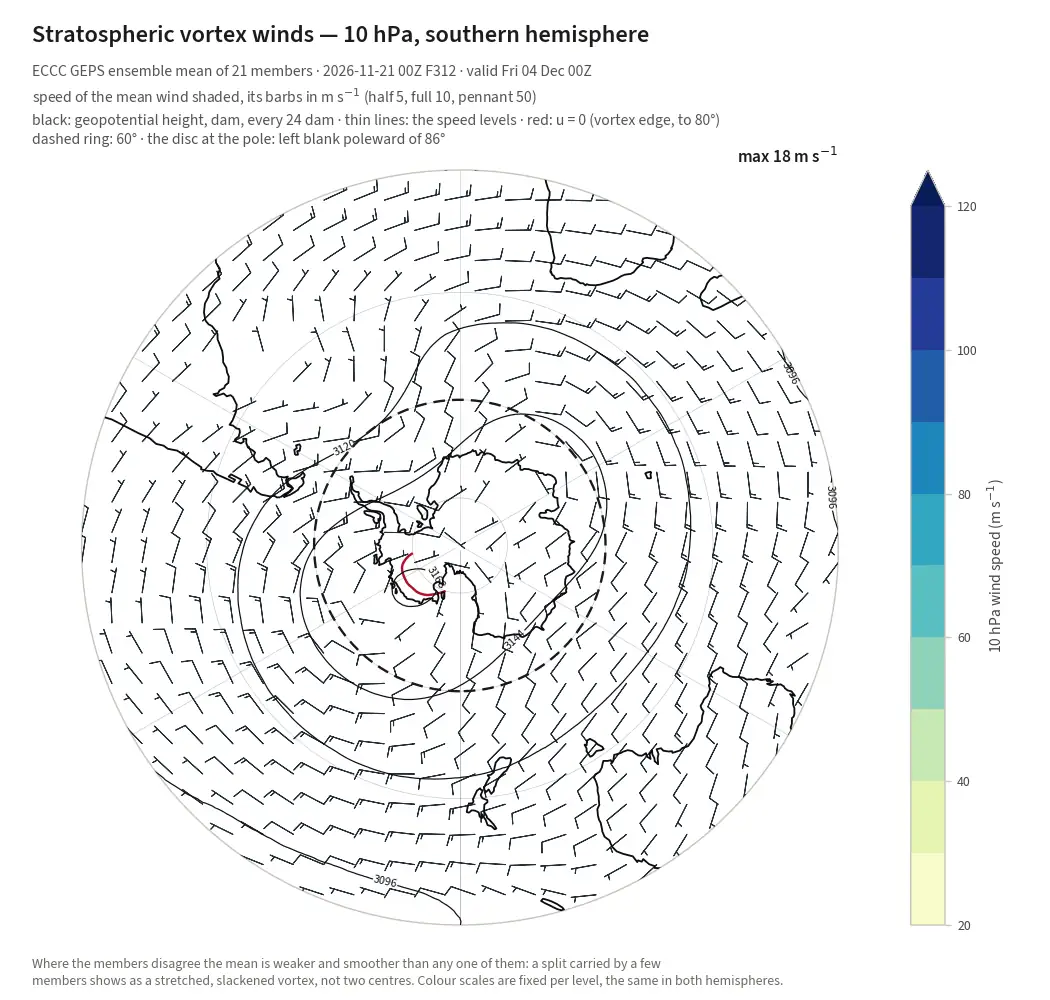 Stratospheric vortex winds — 10 hPa, southern hemisphere
ECCC GEPS ensemble mean of 21 members · 2026-11-21 00Z F312 · valid Fri 04 Dec 00Z
speed of the mean wind shaded, its barbs in m s⁻¹ (half 5, full 10, pennant 50)
black: geopotential height, dam, every 24 dam · thin lines: the speed levels · red: u = 0 (vortex edge, to 80°)
dashed ring: 60° · the disc at the pole: left blank poleward of 86°
max 18 m s⁻¹
120
100
80
60
40
20
10 hPa wind speed (m s⁻¹)
3096
3096
3120
3144
3096
Where the members disagree the mean is weaker and smoother than any one of them: a split carried by a few
members shows as a stretched, slackened vortex, not two centres. Colour scales are fixed per level, the same in both hemispheres.